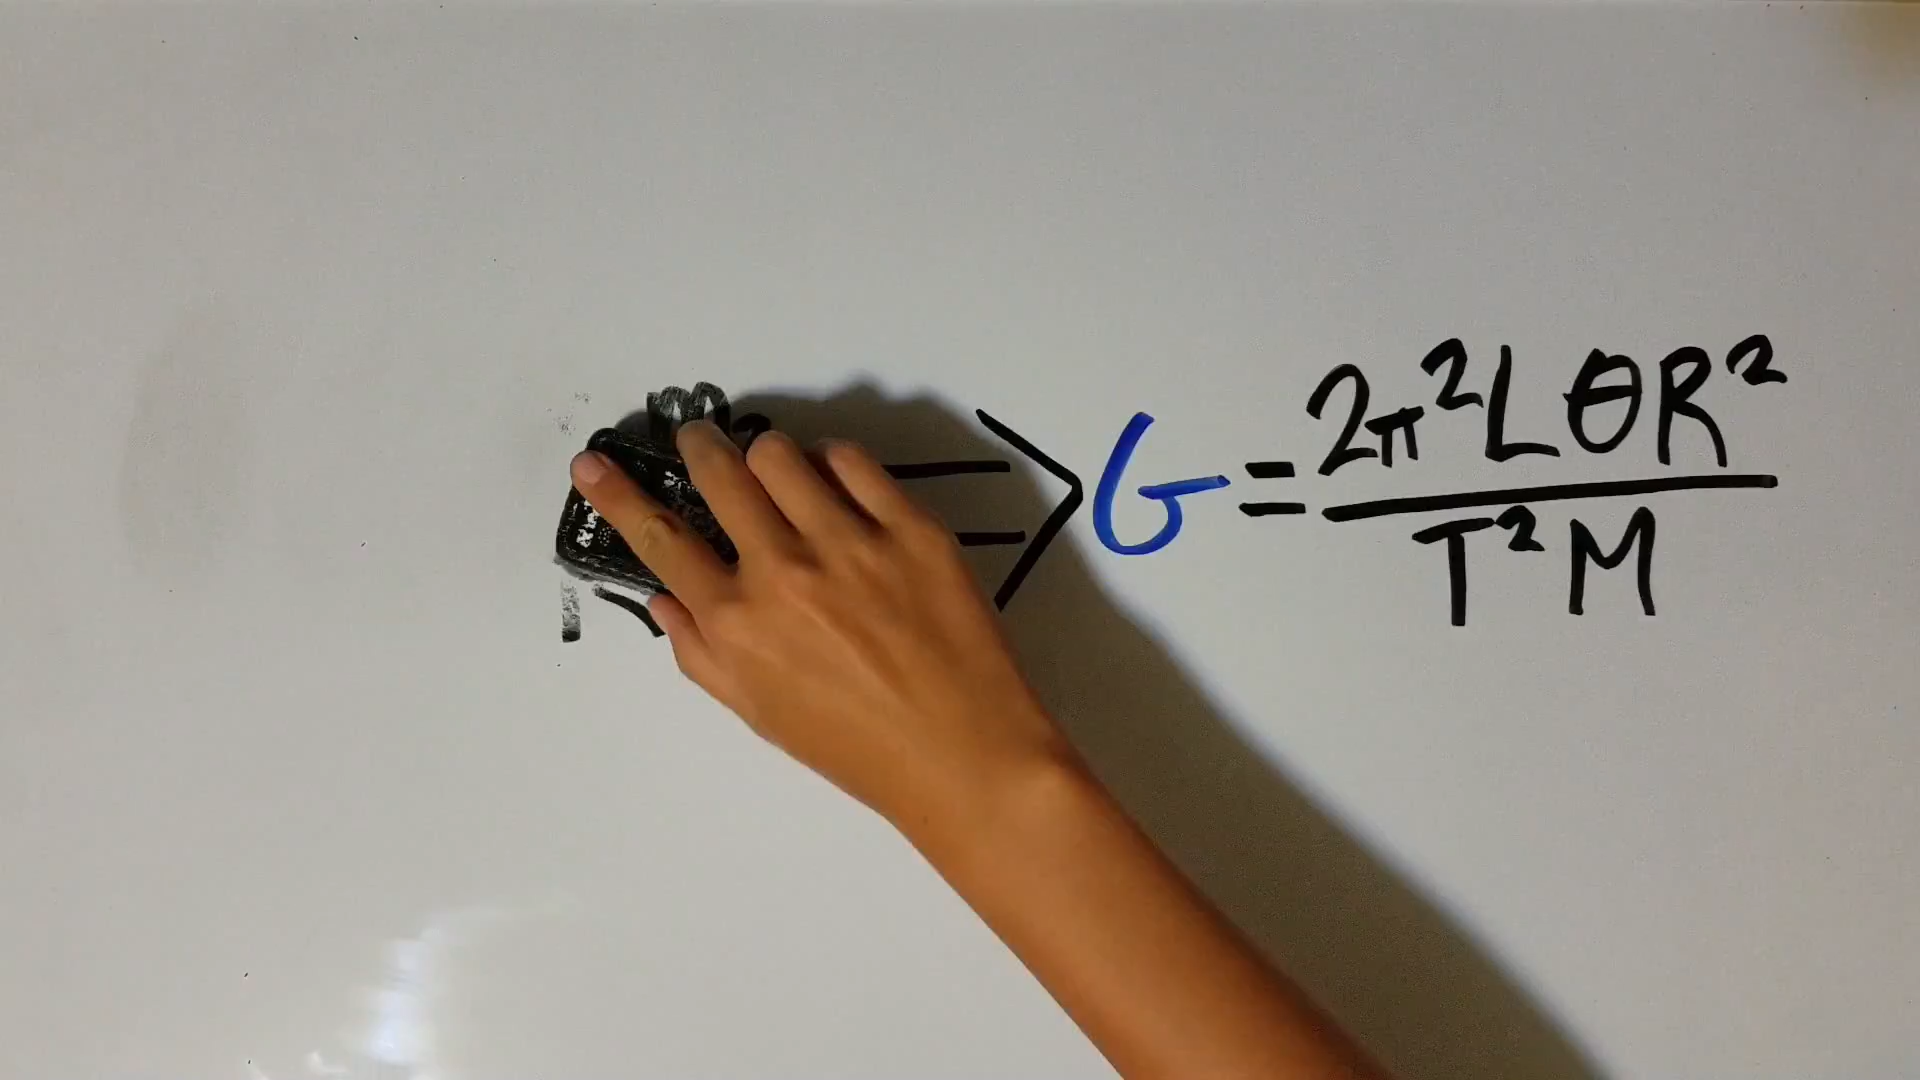 ⇒ G = 2π²LθR² / T²M